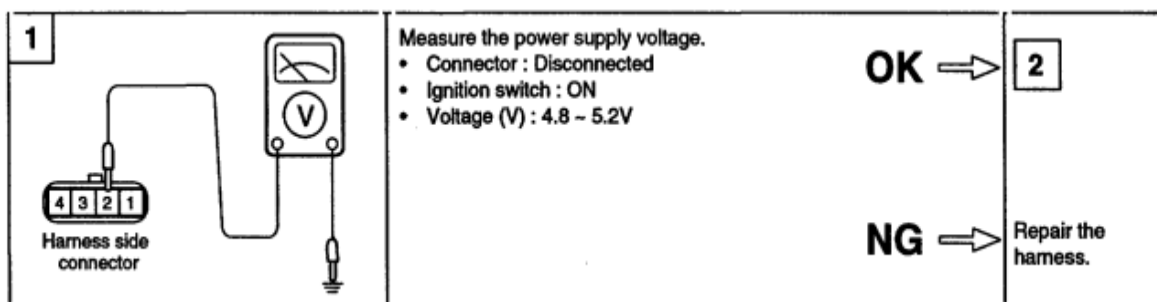 1
V
4 3 2 1
Harness side
connector
Measure the power supply voltage.
• Connector : Disconnected
• Ignition switch : ON
• Voltage (V) : 4.8 ~ 5.2V
OK
2
NG
Repair the
harness.